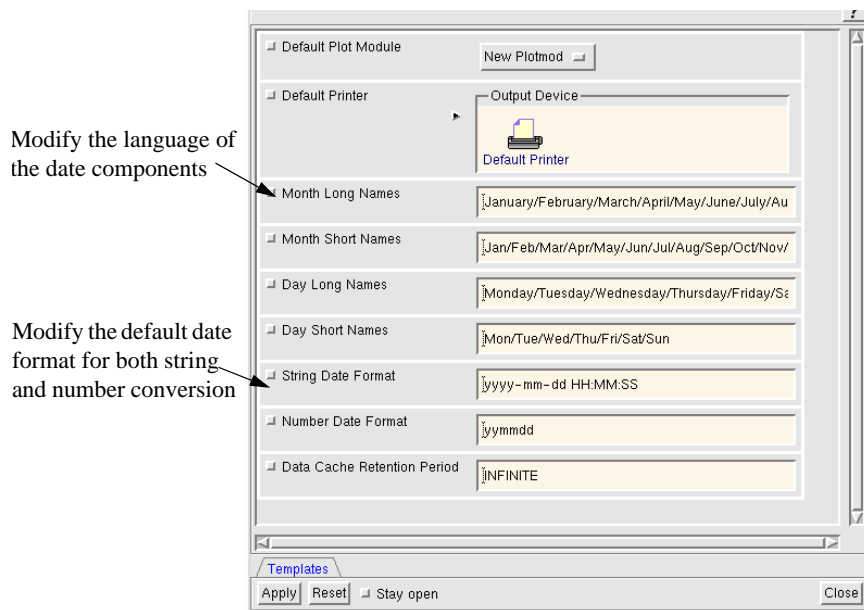 ?
Default Plot Module
New Plotmod
Default Printer
Output Device
Default Printer
Modify the language of
the date components
Month Long Names
January/February/March/April/May/June/July/Au
Month Short Names
Jan/Feb/Mar/Apr/May/Jun/Jul/Aug/Sep/Oct/Nov/
Day Long Names
Monday/Tuesday/Wednesday/Thursday/Friday/Sa
Day Short Names
Mon/Tue/Wed/Thu/Fri/Sat/Sun
Modify the default date
format for both string
and number conversion
String Date Format
yyyy-mm-dd HH:MM:SS
Number Date Format
yymmdd
Data Cache Retention Period
INFINITE
Templates
Apply Reset Stay open Close